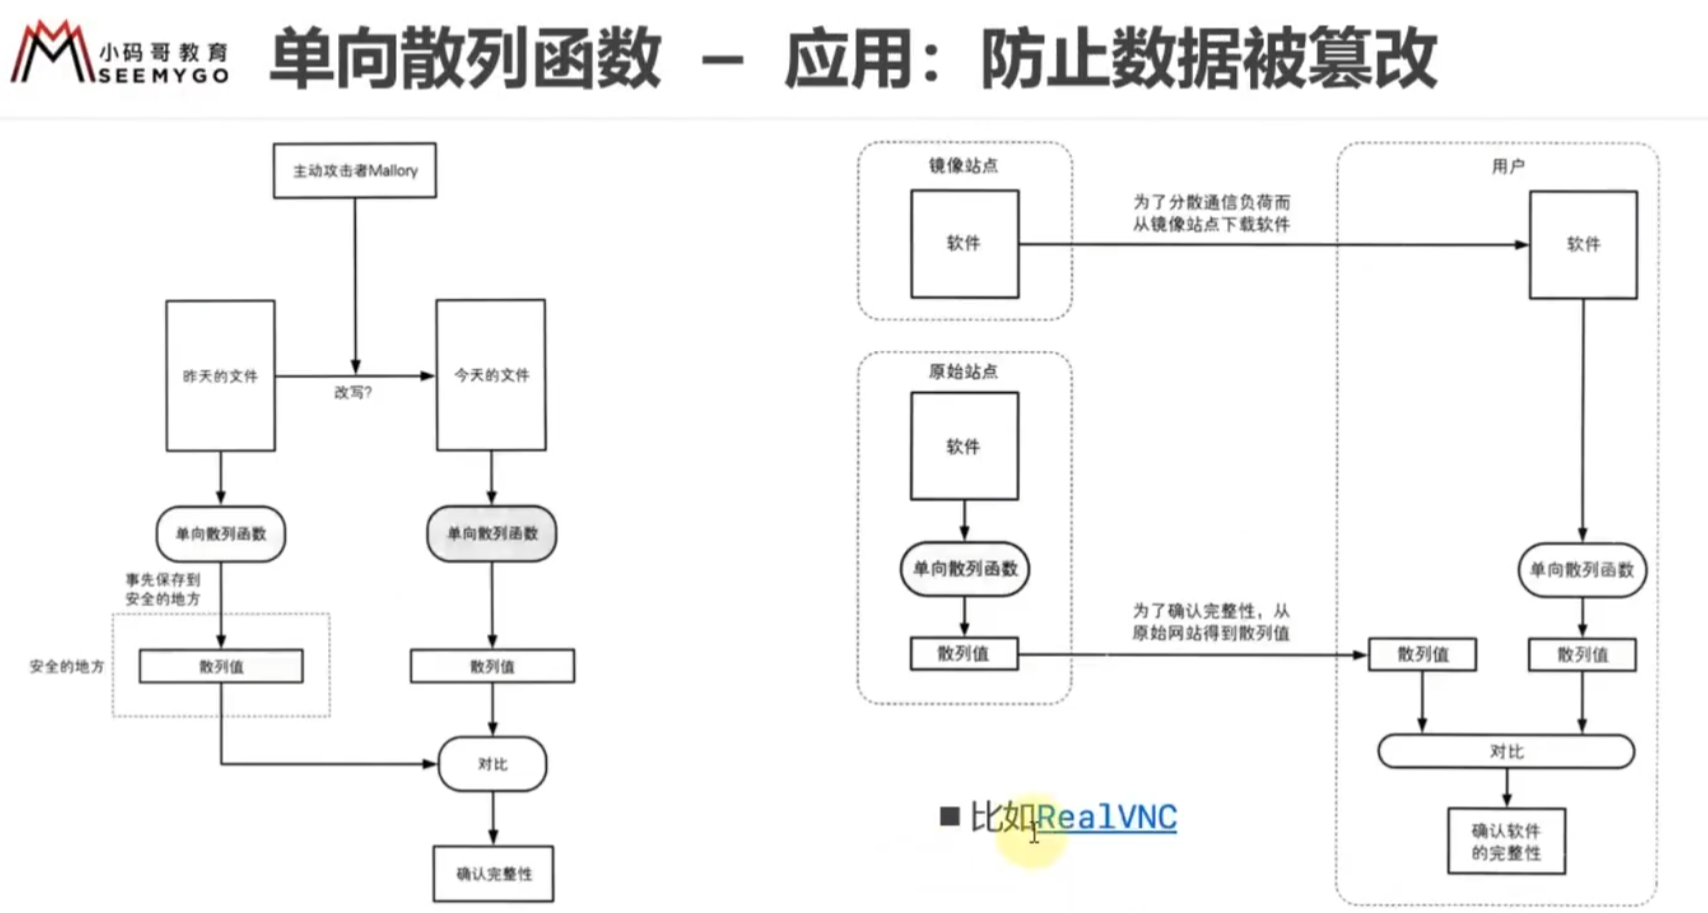 小码哥教育
SEEMYGO
单向散列函数 – 应用：防止数据被篡改
主动攻击者Mallory
昨天的文件
改写?
今天的文件
单向散列函数
单向散列函数
事先保存到
安全的地方
安全的地方
散列值
散列值
对比
确认完整性
镜像站点
软件
为了分散通信负荷而
从镜像站点下载软件
用户
软件
原始站点
软件
单向散列函数
单向散列函数
为了确认完整性，从
原始网站得到散列值
散列值
散列值
散列值
对比
确认软件
的完整性
■ 比如RealVNC